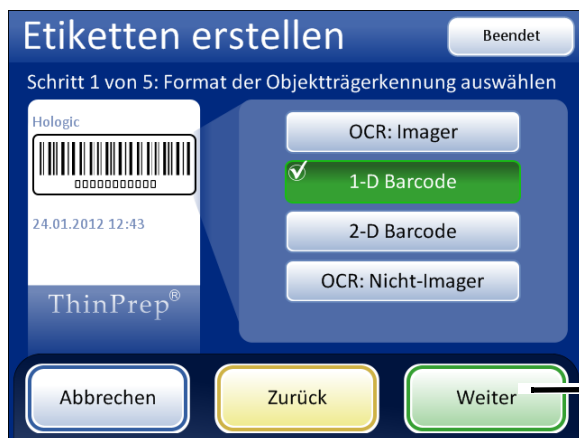 Etiketten erstellen
Beendet
Schritt 1 von 5: Format der Objektträgerkennung auswählen
Hologic
00000000000
24.01.2012 12:43
ThinPrep®
OCR: Imager
1-D Barcode
2-D Barcode
OCR: Nicht-Imager
Abbrechen
Zurück
Weiter